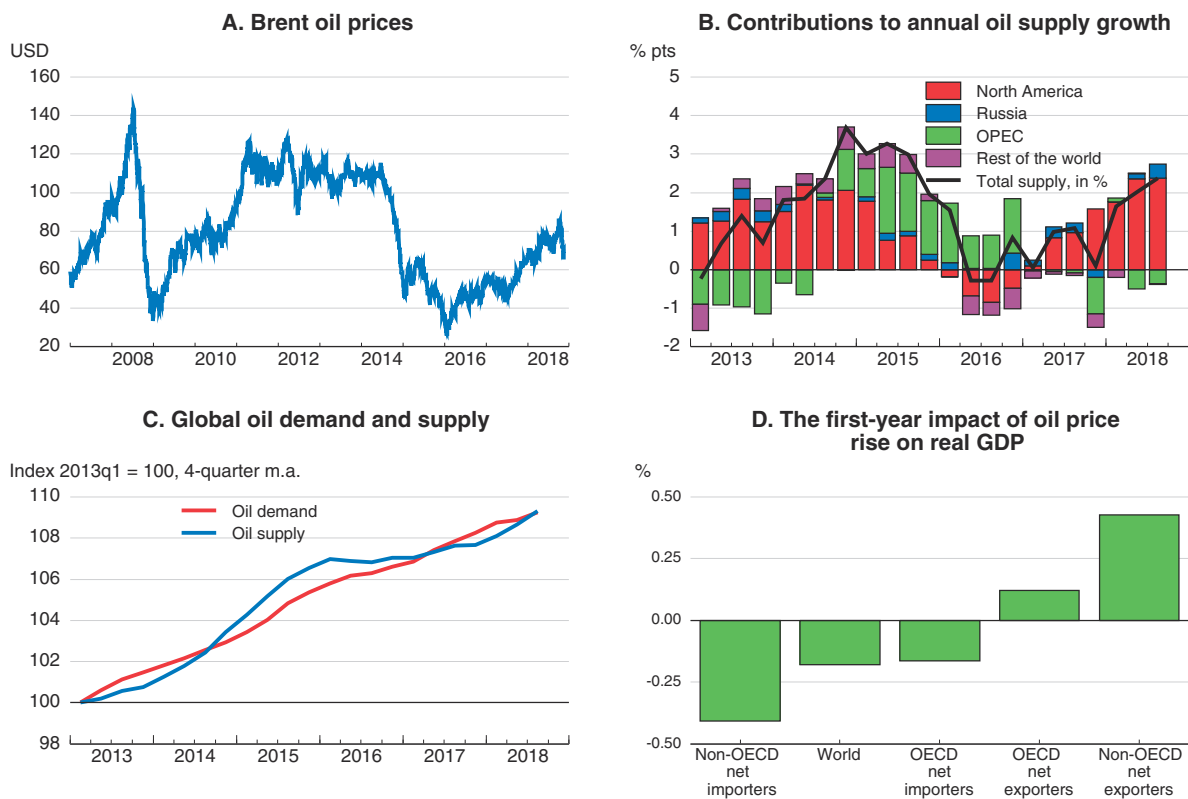 A. Brent oil prices
USD
160
140
120
100
80
60
40
20
2008 2010 2012 2014 2016 2018
B. Contributions to annual oil supply growth
% pts
5
4
3
2
1
0
-1
-2
North America
Russia
OPEC
Rest of the world
Total supply, in %
2013 2014 2015 2016 2017 2018
C. Global oil demand and supply
Index 2013q1 = 100, 4-quarter m.a.
110
108
106
104
102
100
98
Oil demand
Oil supply
2013 2014 2015 2016 2017 2018
D. The first-year impact of oil price
rise on real GDP
%
0.50
0.25
0.00
-0.25
-0.50
Non-OECD
net
importers
World
OECD
net
importers
OECD
net
exporters
Non-OECD
net
exporters